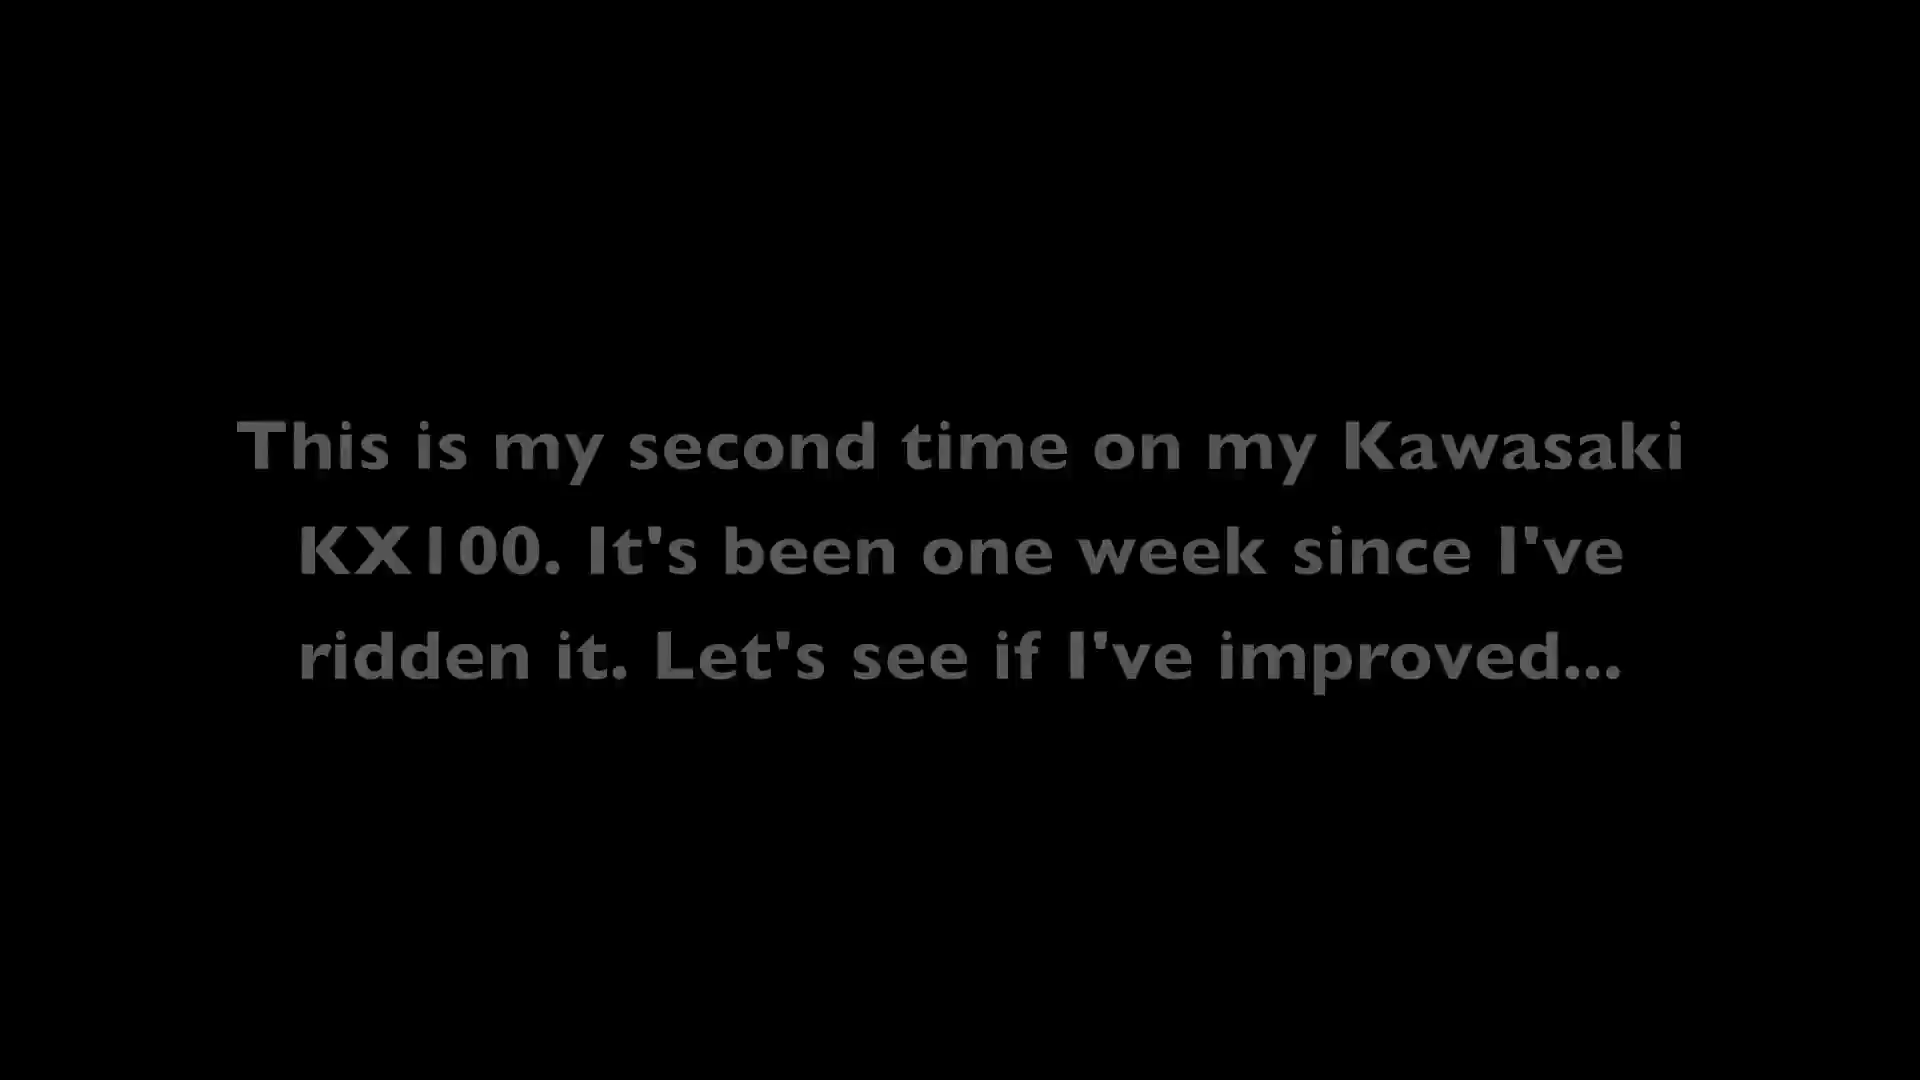 This is my second time on my Kawasaki
KX100. It's been one week since I've
ridden it. Let's see if I've improved...